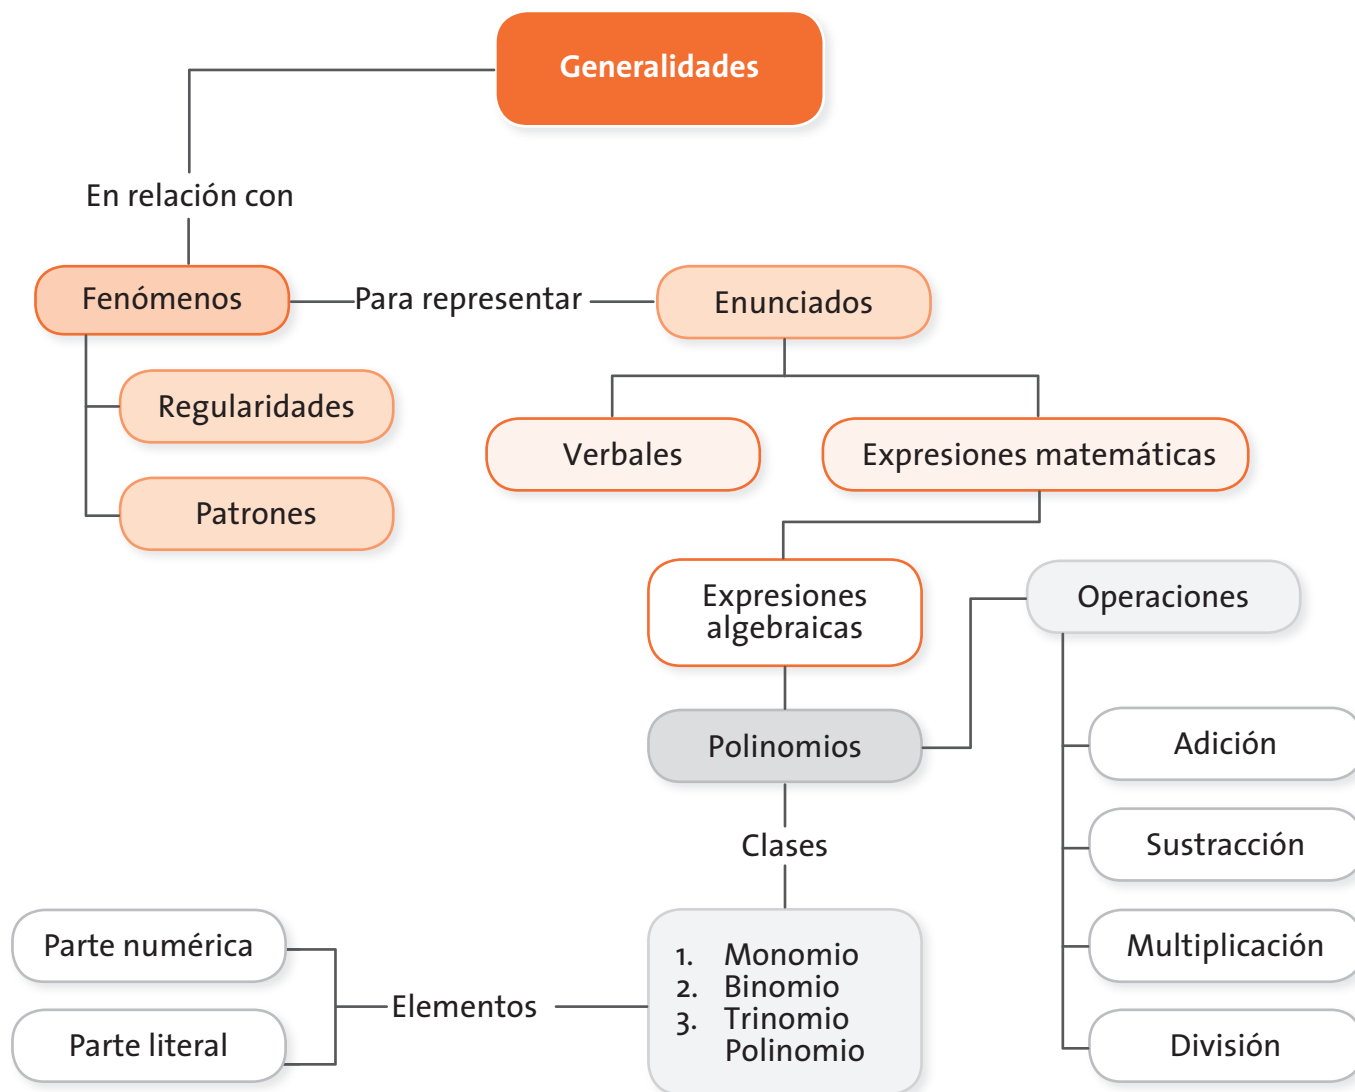 Generalidades
En relación con
Fenómenos
Para representar
Enunciados
Regularidades
Patrones
Verbales
Expresiones matemáticas
Expresiones
algebraicas
Operaciones
Polinomios
Adición
Sustracción
Multiplicación
División
Clases
1. Monomio
2. Binomio
3. Trinomio
Polinomio
Elementos
Parte numérica
Parte literal